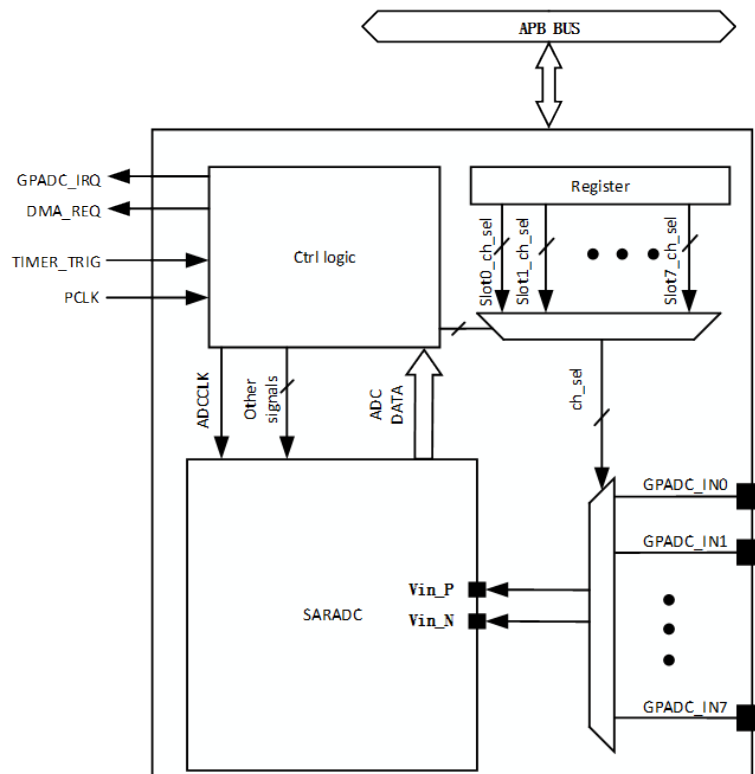 APB BUS
GPADC_IRQ
DMA_REQ
TIMER_TRIG
PCLK
Ctrl logic
Register
Slot0_ch_sel
Slot1_ch_sel
Slot7_ch_sel
ADCCLK
Other
signals
ADC
DATA
ch_sel
GPADC_IN0
GPADC_IN1
Vin_P
SARADC
Vin_N
GPADC_IN7